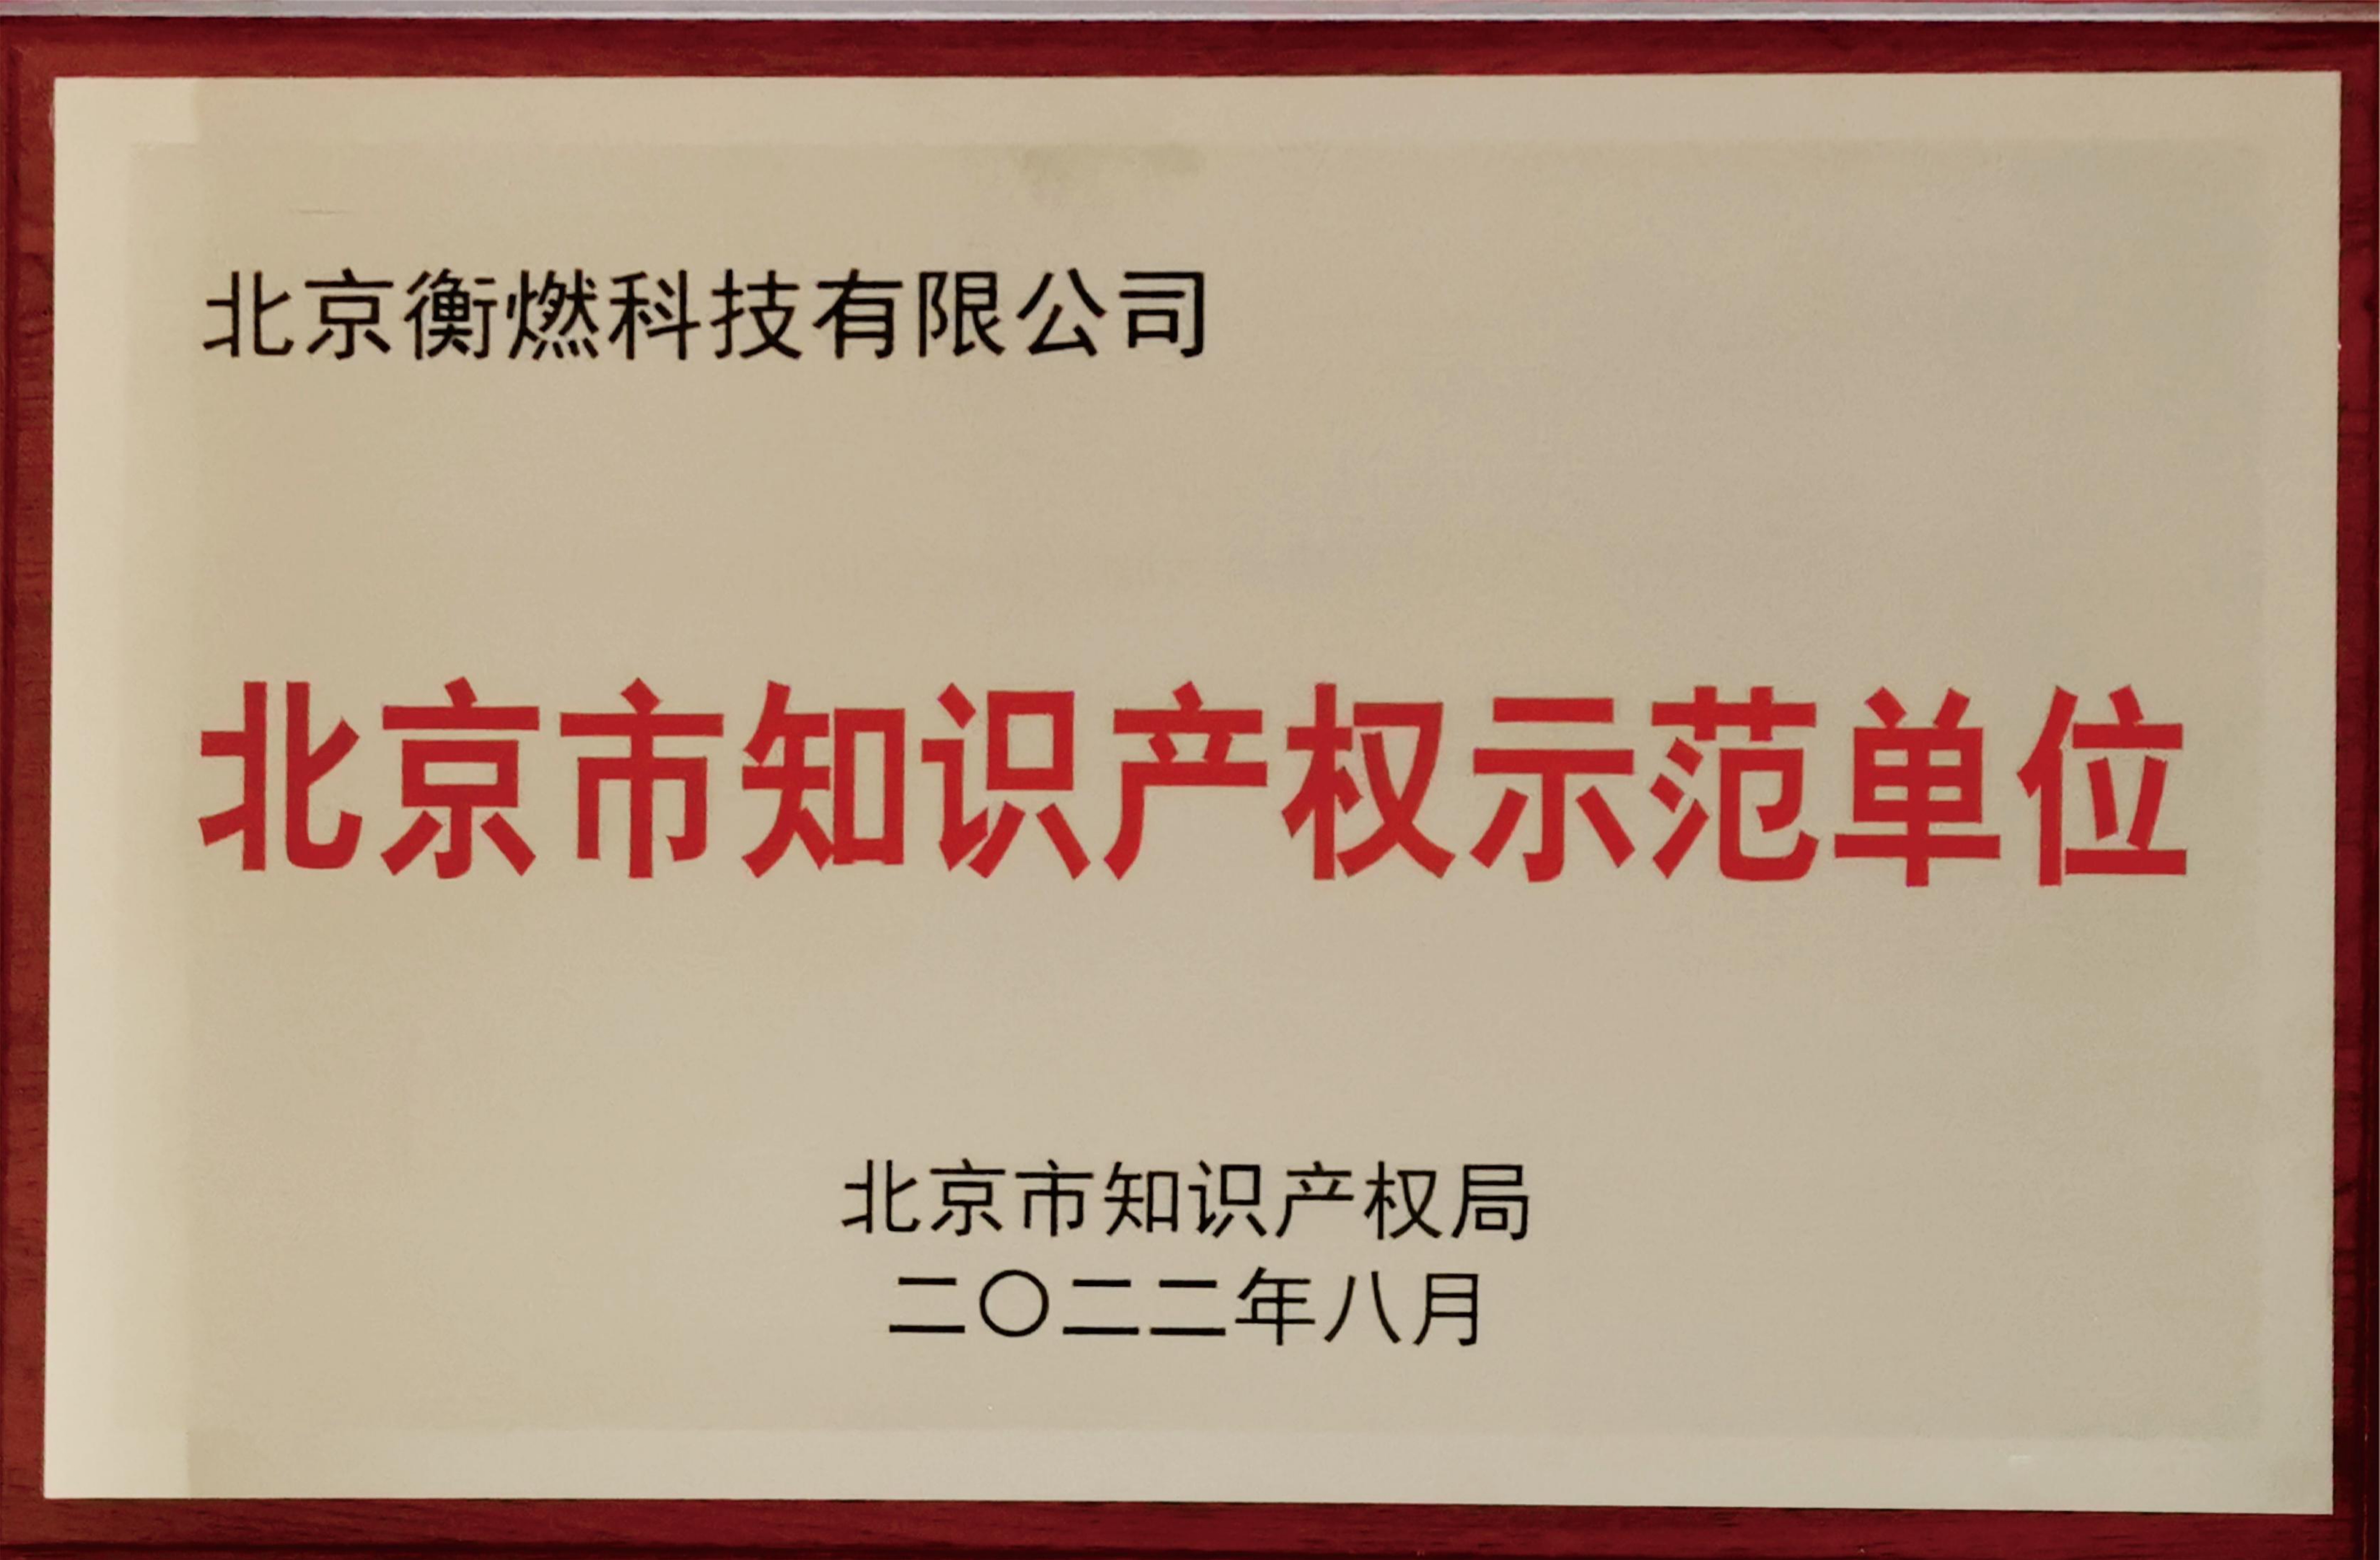 北京衡燃科技有限公司
北京市知识产权示范单位
北京市知识产权局
二〇二二年八月